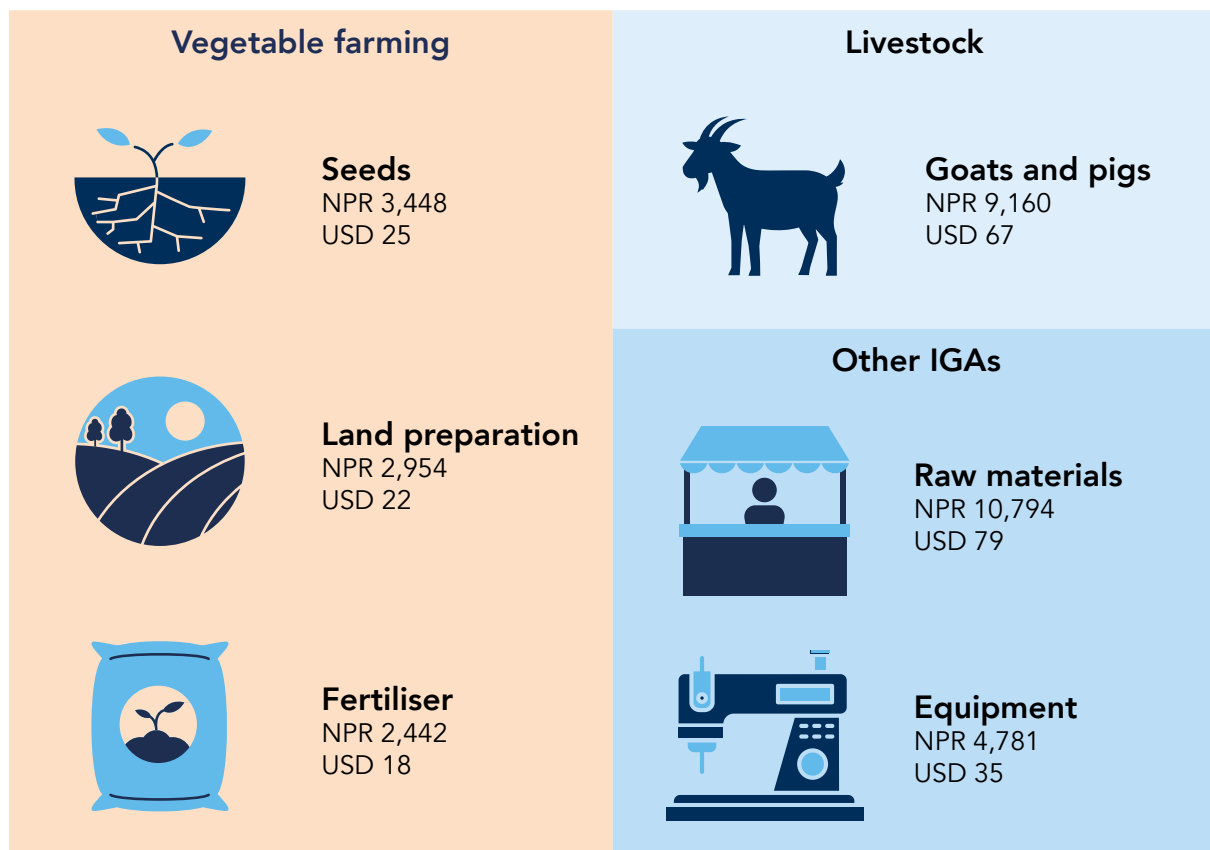 Vegetable farming
Seeds
NPR 3,448
USD 25
Land preparation
NPR 2,954
USD 22
Fertiliser
NPR 2,442
USD 18
Livestock
Goats and pigs
NPR 9,160
USD 67
Other IGAs
Raw materials
NPR 10,794
USD 79
Equipment
NPR 4,781
USD 35